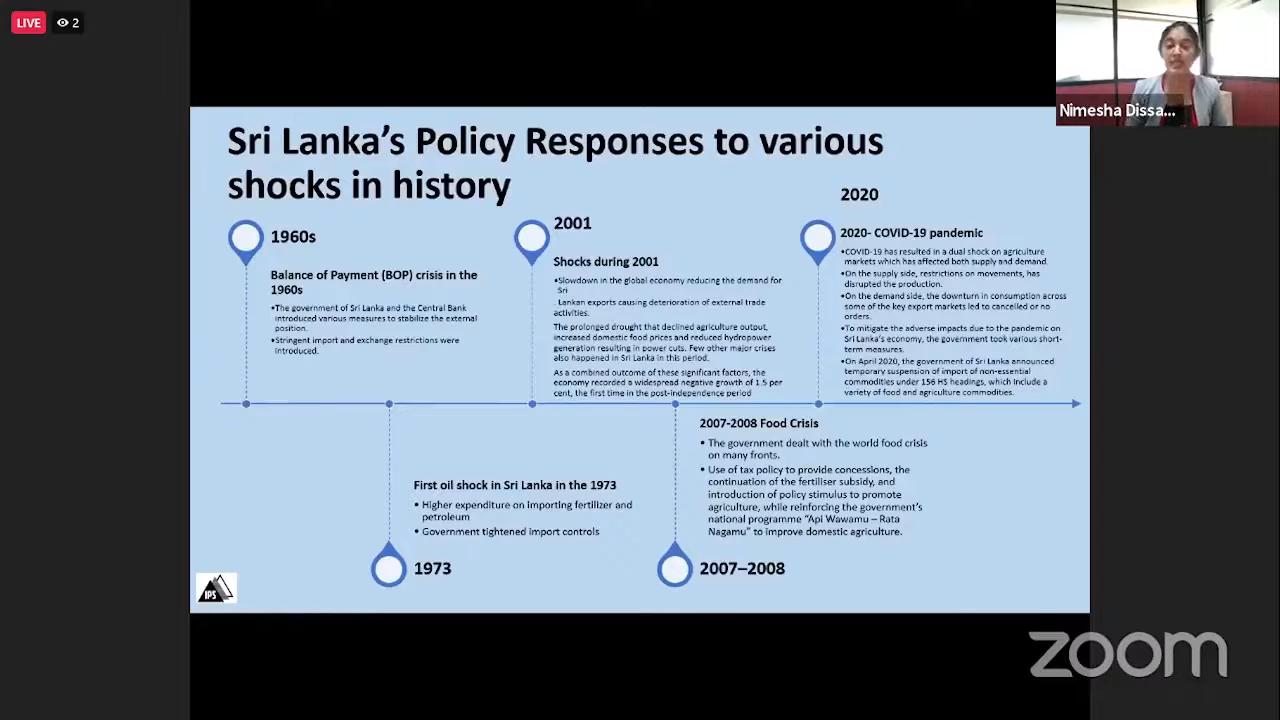 LIVE
2
Nimesha Dissa...
Sri Lanka's Policy Responses to various
shocks in history
1960s
Balance of Payment (BOP) crisis in the
1960s
•The government of Sri Lanka and the Central Bank
introduced various measures to stabilize the external
position.
•Stringent import and exchange restrictions were
introduced.
2001
Shocks during 2001
•Slowdown in the global economy reducing the demand for
Sri
. Lankan exports causing deterioration of external trade
activities.
The prolonged drought that declined agriculture output,
increased domestic food prices and reduced hydropower
generation resulting in power cuts. Few other major crises
also happened in Sri Lanka in this period.
As a combined outcome of these significant factors, the
economy recorded a widespread negative growth of 1.5 per
cent, the first time in the post-independence period
2020
2020- COVID-19 pandemic
•COVID-19 has resulted in a dual shock on agriculture
markets which has affected both supply and demand.
•On the supply side, restrictions on movements, has
disrupted the production.
•On the demand side, the downturn in consumption across
some of the key export markets led to cancelled or no
orders.
•To mitigate the adverse impacts due to the pandemic on
Sri Lanka's economy, the government took various short-
term measures.
•On April 2020, the government of Sri Lanka announced
temporary suspension of import of non-essential
commodities under 156 HS headings, which include a
variety of food and agriculture commodities.
First oil shock in Sri Lanka in the 1973
• Higher expenditure on importing fertilizer and
petroleum
• Government tightened import controls
1973
2007-2008 Food Crisis
• The government dealt with the world food crisis
on many fronts.
• Use of tax policy to provide concessions, the
continuation of the fertiliser subsidy, and
introduction of policy stimulus to promote
agriculture, while reinforcing the government's
national programme "Api Wawamu – Rata
Nagamu" to improve domestic agriculture.
2007–2008
IPS
zoom